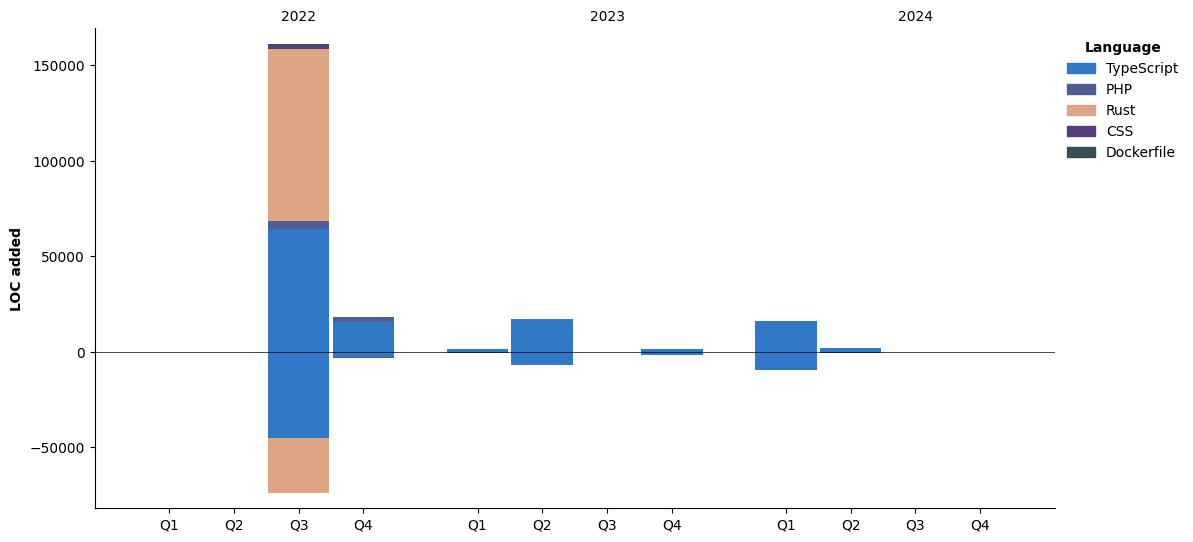 2022 2023 2024
Language
TypeScript
PHP
Rust
CSS
Dockerfile
LOC added
150000
100000
50000
0
−50000
Q1 Q2 Q3 Q4 Q1 Q2 Q3 Q4 Q1 Q2 Q3 Q4